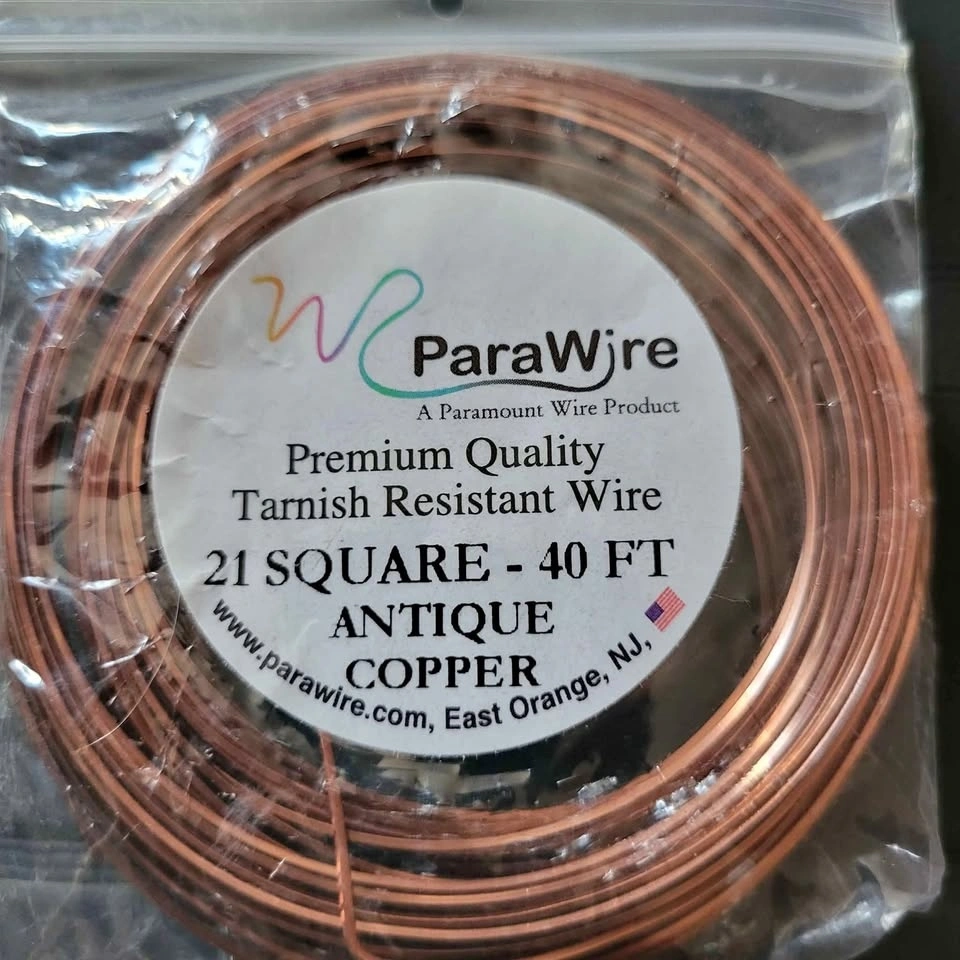 ParaWire
A Paramount Wire Product
Premium Quality
Tarnish Resistant Wire
21 SQUARE - 40 FT
ANTIQUE
COPPER
www.parawire.com, East Orange, NJ,